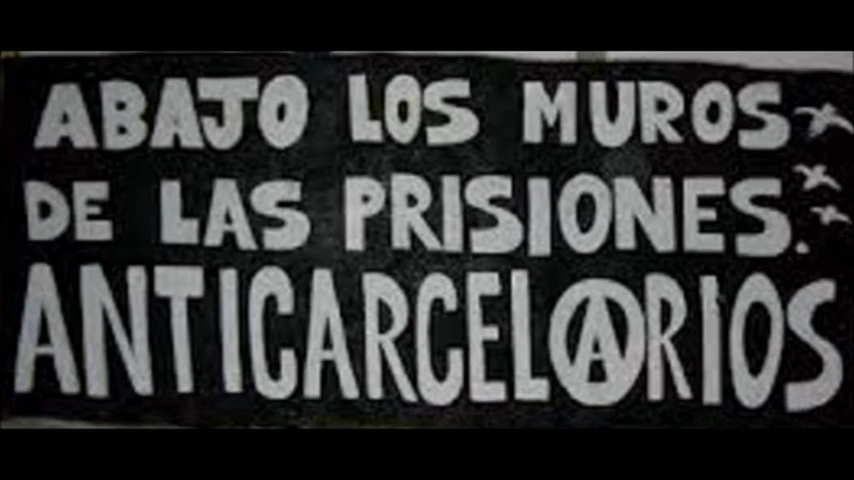 ABAJO LOS MUROS
DE LAS PRISIONES.
ANTICARCELARIOS